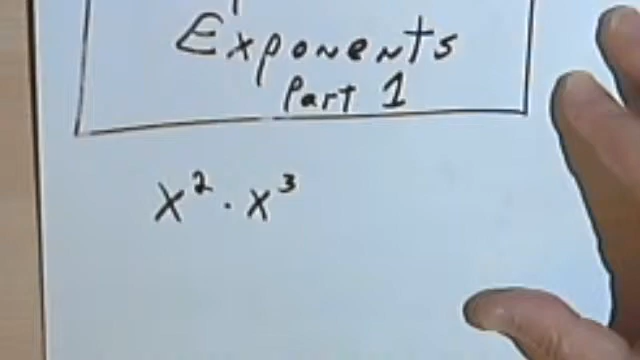 Exponents
Part 1
x² · x³